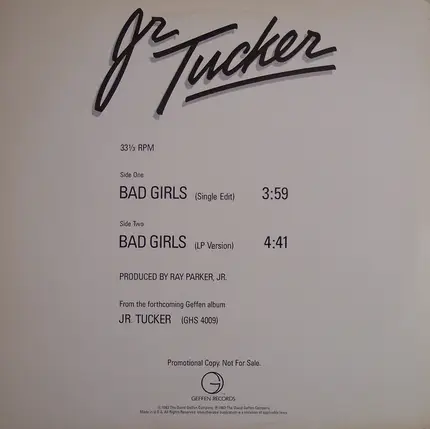 Jr Tucker
33⅓ RPM
Side One
BAD GIRLS (Single Edit) 3:59
Side Two
BAD GIRLS (LP Version) 4:41
PRODUCED BY RAY PARKER, JR.
From the forthcoming Geffen album
JR. TUCKER (GHS 4009)
Promotional Copy. Not For Sale.
GEFFEN RECORDS